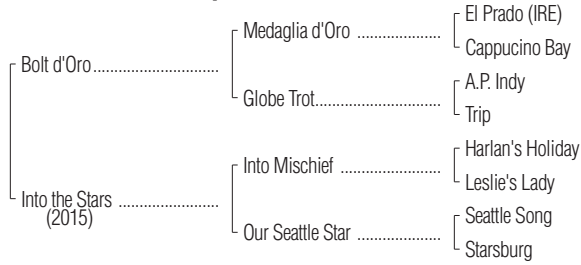 El Prado (IRE)
Medaglia d'Oro ..................
Cappucino Bay
Bolt d'Oro...........................
A.P. Indy
Globe Trot...........................
Trip
Harlan's Holiday
Into Mischief .....................
Leslie's Lady
Into the Stars .....................
(2015)
Seattle Song
Our Seattle Star ..................
Starsburg